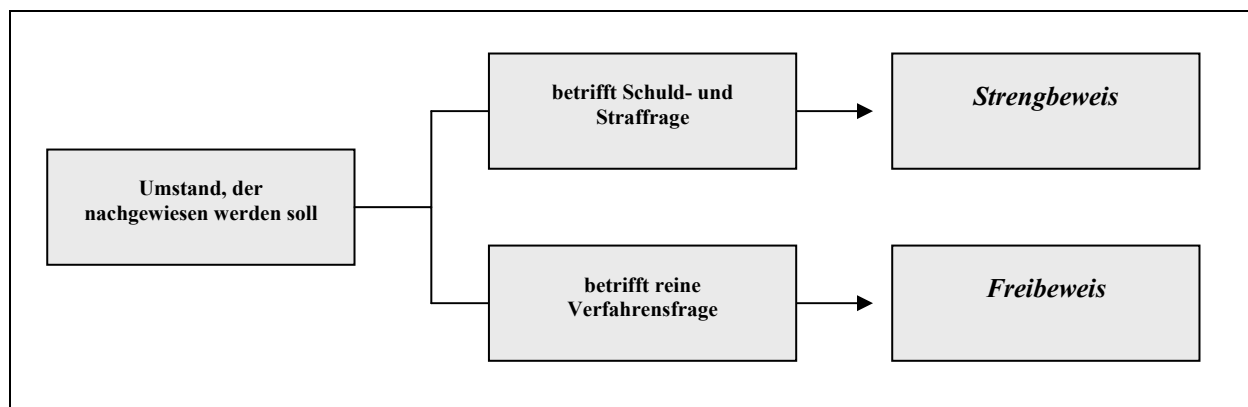 betrifft Schuld- und
Straffrage
Strengbeweis
Umstand, der
nachgewiesen werden soll
betrifft reine
Verfahrensfrage
Freibeweis